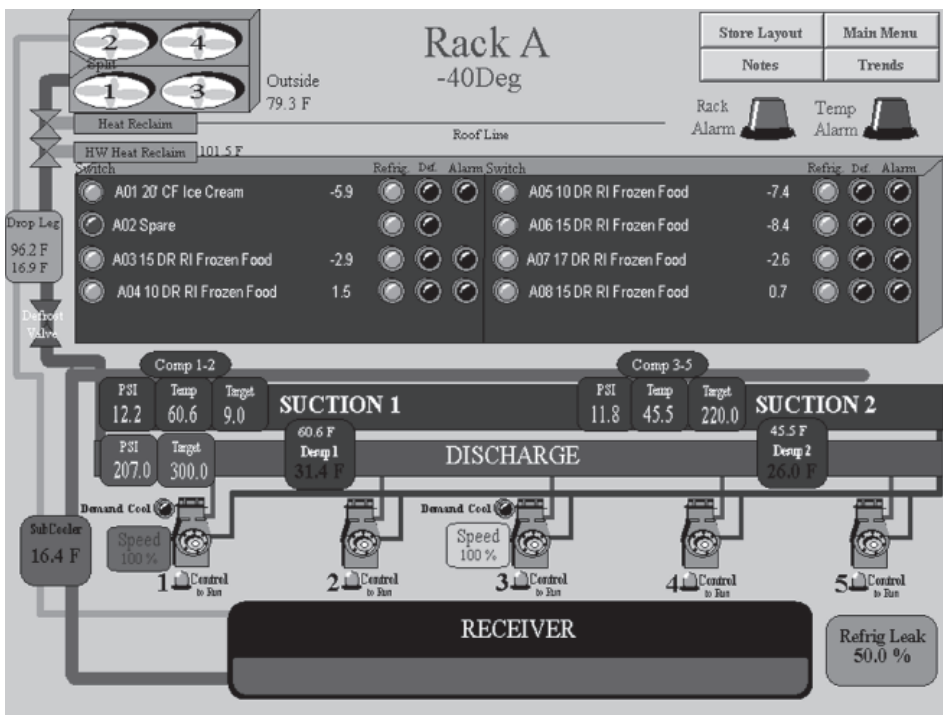 Rack A
-40Deg
Store Layout
Main Menu
Notes
Trends
Rack
Alarm
Temp
Alarm
2
4
Split
1
3
Outside
79.3 F
Heat Reclaim
Roof Line
HW Heat Reclaim
101.5 F
Switch Refrig. Def. Alarm Switch Refrig. Def. Alarm
A01 20' CF Ice Cream -5.9
A05 10 DR RI Frozen Food -7.4
A02 Spare
A06 15 DR RI Frozen Food -8.4
A03 15 DR RI Frozen Food -2.9
A07 17 DR RI Frozen Food -2.6
A04 10 DR RI Frozen Food 1.5
A08 15 DR RI Frozen Food 0.7
Drop Leg
96.2 F
16.9 F
Defrost
Valve
Comp 1-2
PSI Temp Target
12.2 60.6 9.0
SUCTION 1
Comp 3-5
PSI Temp Target
11.8 45.5 220.0
SUCTION 2
PSI Target
207.0 300.0
60.6 F
Desup 1
31.4 F
DISCHARGE
45.5 F
Desup 2
26.0 F
Demand Cool
Demand Cool
SubCooler
16.4 F
Speed
100 %
Speed
100 %
1 Control
to Run
2 Control
to Run
3 Control
to Run
4 Control
to Run
5 Control
to Run
RECEIVER
Refrig Leak
50.0 %